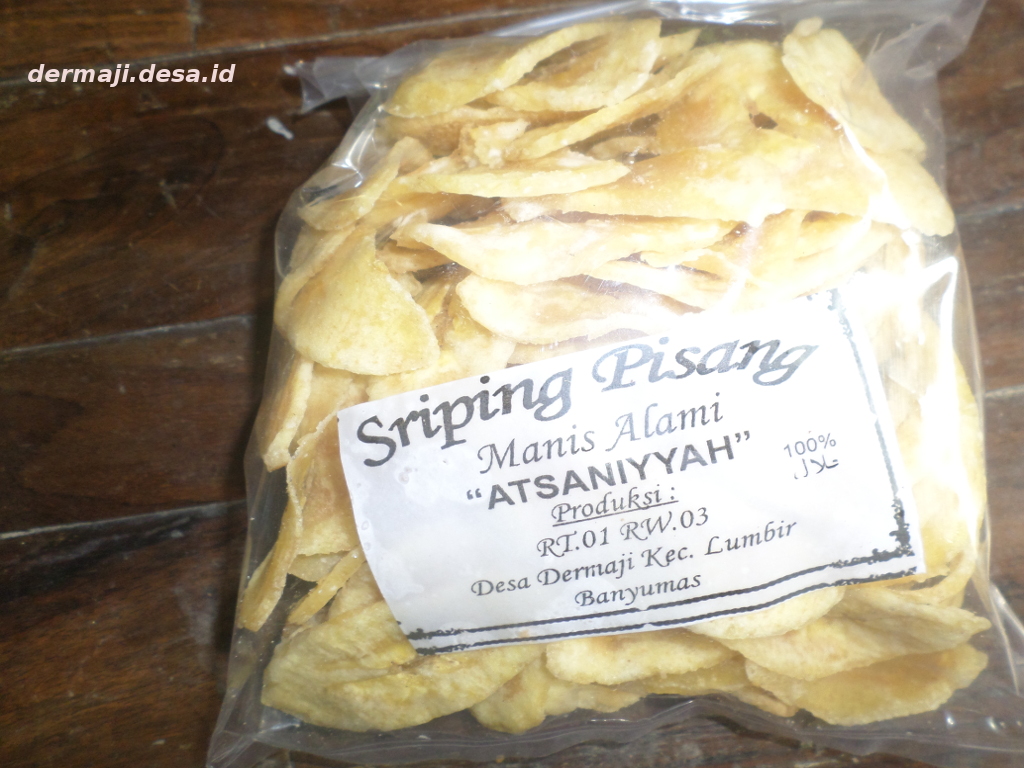 dermaji.desa.id
Sriping Pisang
Manis Alami
“ATSANIYYAH”
Produksi :
RT.01 RW.03
Desa Dermaji Kec. Lumbir
Banyumas
100%
حلال